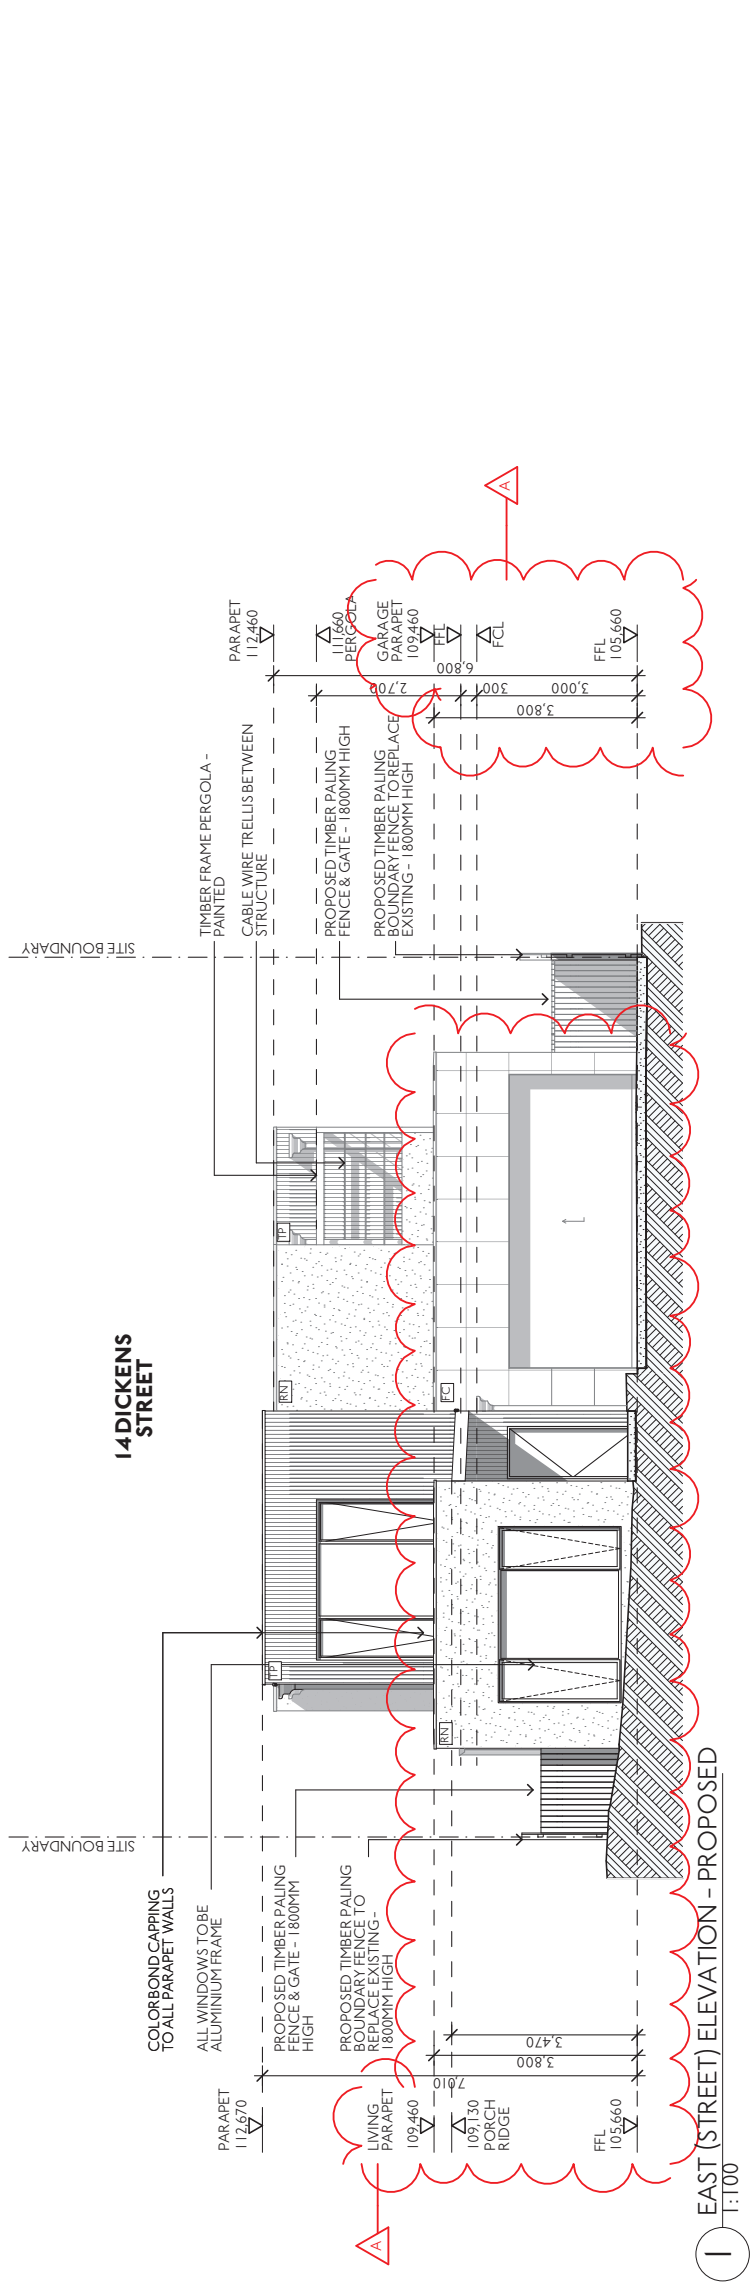 14 DICKENS
STREET
SITE BOUNDARY
SITE BOUNDARY
COLORBOND CAPPING
TO ALL PARAPET WALLS
ALL WINDOWS TO BE
ALUMINIUM FRAME
PROPOSED TIMBER PALING
FENCE & GATE - 1800MM
HIGH
PROPOSED TIMBER PALING
BOUNDARY FENCE TO
REPLACE EXISTING -
1800MM HIGH
TIMBER FRAME PERGOLA -
PAINTED
CABLE WIRE TRELLIS BETWEEN
STRUCTURE
PROPOSED TIMBER PALING
FENCE & GATE - 1800MM HIGH
PROPOSED TIMBER PALING
BOUNDARY FENCE TO REPLACE
EXISTING - 1800MM HIGH
PARAPET
112,670
LIVING
PARAPET
109,460
109,130
PORCH
RIDGE
FFL
105,660
7,010
3,800
3,470
A
TP
RN
RN
FC
TP
PARAPET
112,460
111,660
PERGOLA
GARAGE
PARAPET
109,460
FFL
FCL
FFL
105,660
6,800
2,700
300
3,000
3,800
A
1
EAST (STREET) ELEVATION - PROPOSED
1:100